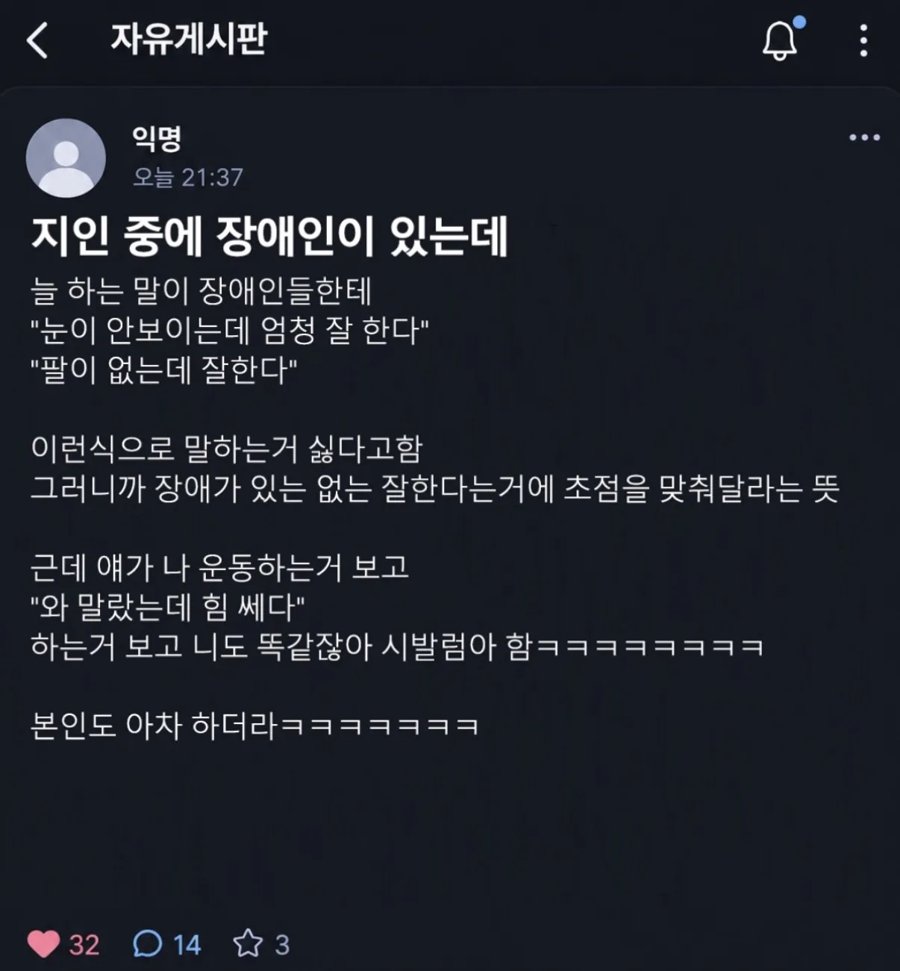 자유게시판
익명
오늘 21:37
지인 중에 장애인이 있는데
늘 하는 말이 장애인들한테
"눈이 안보이는데 엄청 잘 한다"
"팔이 없는데 잘한다"
이런식으로 말하는거 싫다고함
그러니까 장애가 있는 없는 잘한다는거에 초점을 맞춰달라는 뜻
근데 얘가 나 운동하는거 보고
"와 말랐는데 힘 쎄다"
하는거 보고 니도 똑같잖아 시발럼아 함ㅋㅋㅋㅋㅋㅋㅋㅋ
본인도 아차 하더라ㅋㅋㅋㅋㅋㅋㅋ
32 14 3